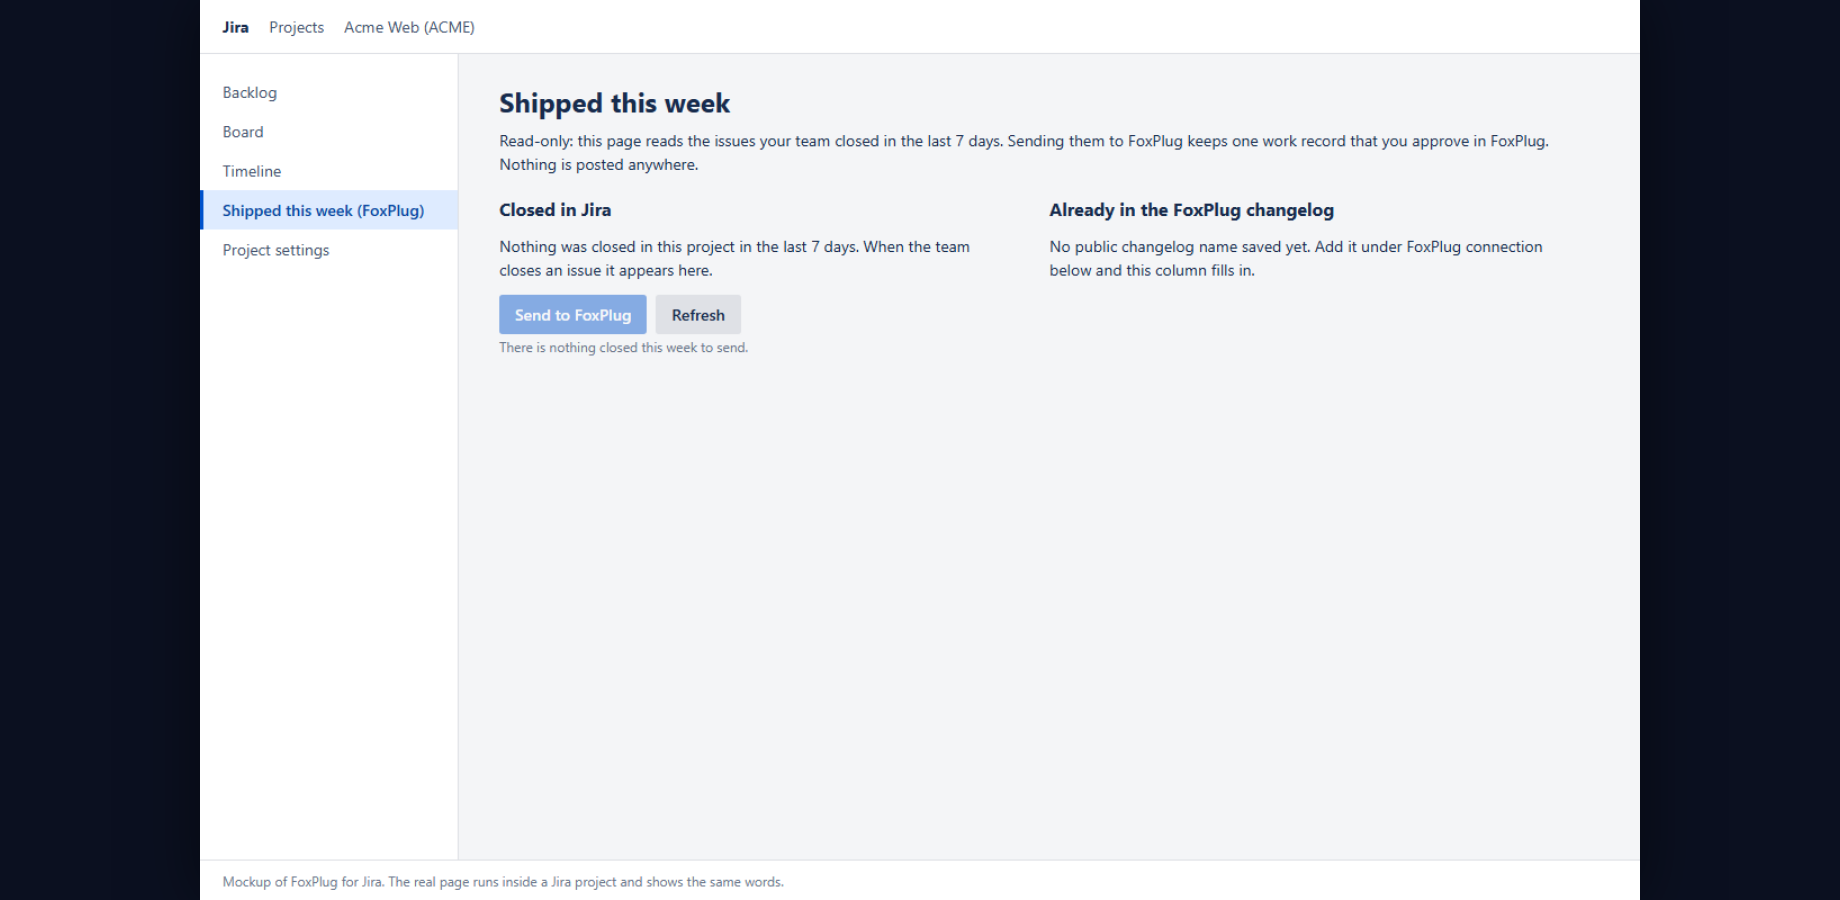 Jira Projects Acme Web (ACME)
Backlog
Board
Timeline
Shipped this week (FoxPlug)
Project settings
Shipped this week
Read-only: this page reads the issues your team closed in the last 7 days. Sending them to FoxPlug keeps one work record that you approve in FoxPlug.
Nothing is posted anywhere.
Closed in Jira
Nothing was closed in this project in the last 7 days. When the team
closes an issue it appears here.
Send to FoxPlug Refresh
There is nothing closed this week to send.
Already in the FoxPlug changelog
No public changelog name saved yet. Add it under FoxPlug connection
below and this column fills in.
Mockup of FoxPlug for Jira. The real page runs inside a Jira project and shows the same words.